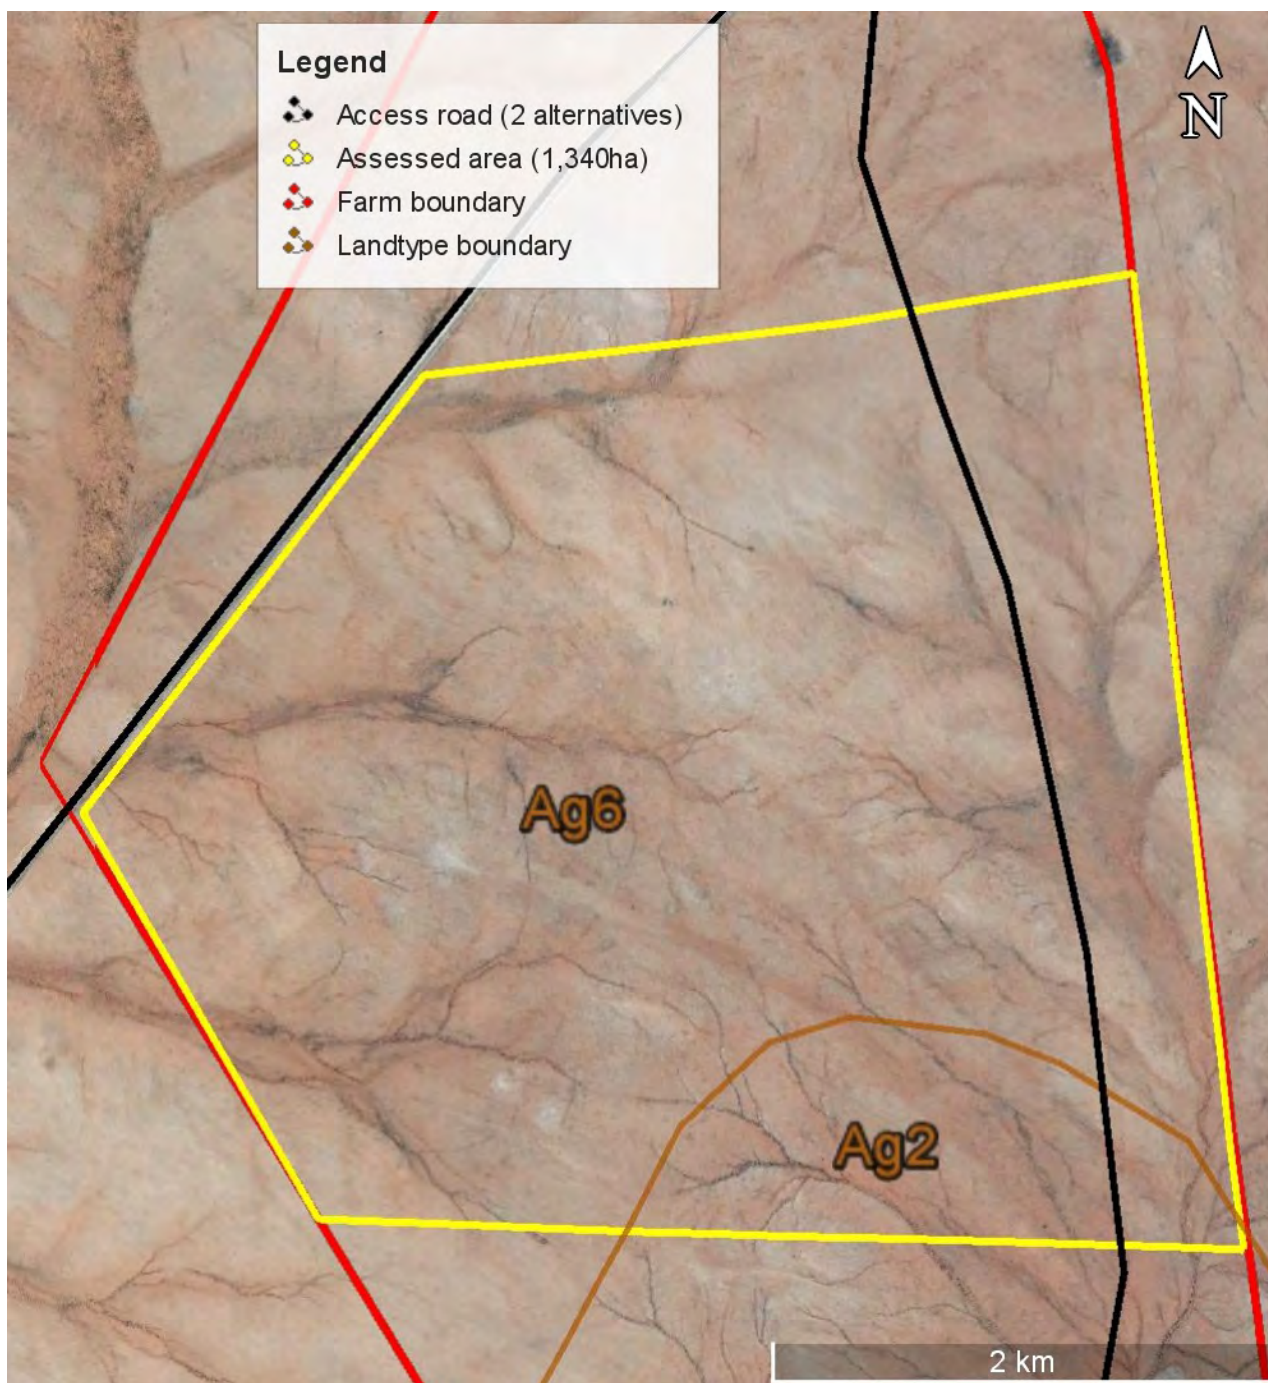 Legend
Access road (2 alternatives)
Assessed area (1,340ha)
Farm boundary
Landtype boundary
N
Ag6
Ag2
2 km